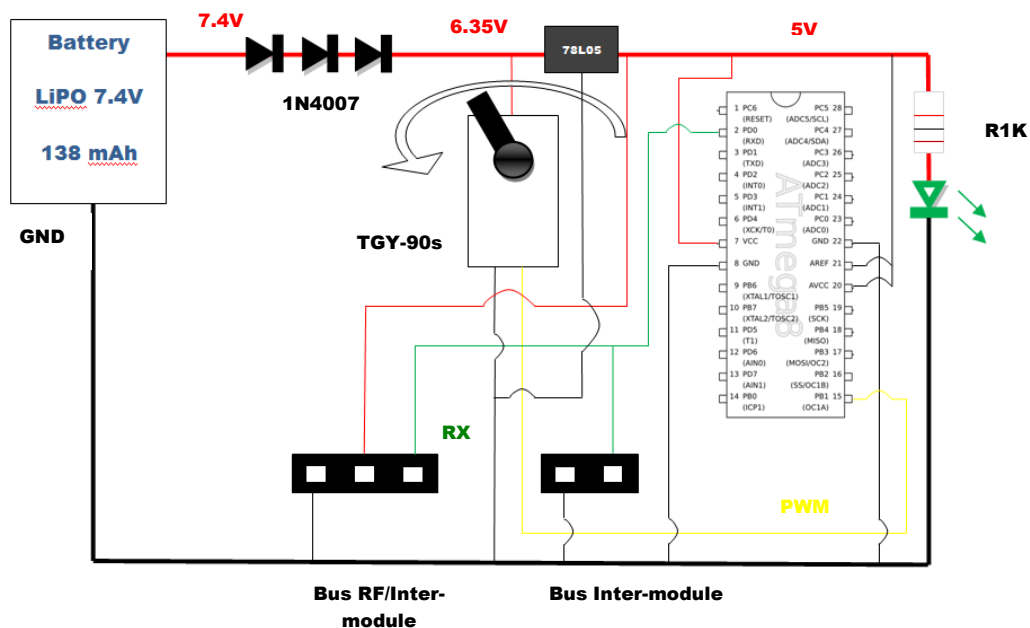 Battery
LiPO 7.4V
138 mAh
7.4V
6.35V
5V
78L05
1N4007
R1K
GND
TGY-90s
ATmega8
1 PC6
(RESET)
2 PD0
(RXD)
3 PD1
(TXD)
4 PD2
(INT0)
5 PD3
(INT1)
6 PD4
(XCK/T0)
7 VCC
8 GND
9 PB6
(XTAL1/TOSC1)
10 PB7
(XTAL2/TOSC2)
11 PD5
(T1)
12 PD6
(AIN0)
13 PD7
(AIN1)
14 PB0
(ICP1)
PC5 28
(ADC5/SCL)
PC4 27
(ADC4/SDA)
PC3 26
(ADC3)
PC2 25
(ADC2)
PC1 24
(ADC1)
PC0 23
(ADC0)
GND 22
AREF 21
AVCC 20
PB5 19
(SCK)
PB4 18
(MISO)
PB3 17
(MOSI/OC2)
PB2 16
(SS/OC1B)
PB1 15
(OC1A)
RX
PWM
Bus RF/Inter-
module
Bus Inter-module